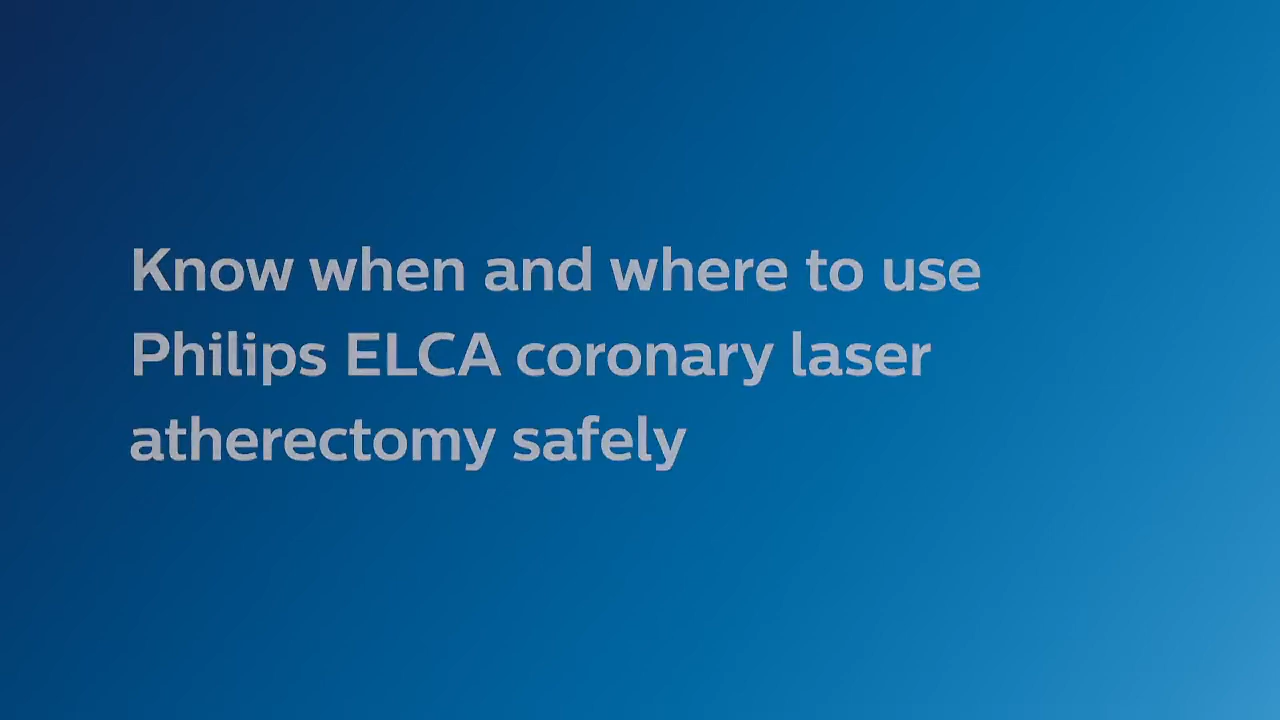 Know when and where to use
Philips ELCA coronary laser
atherectomy safely